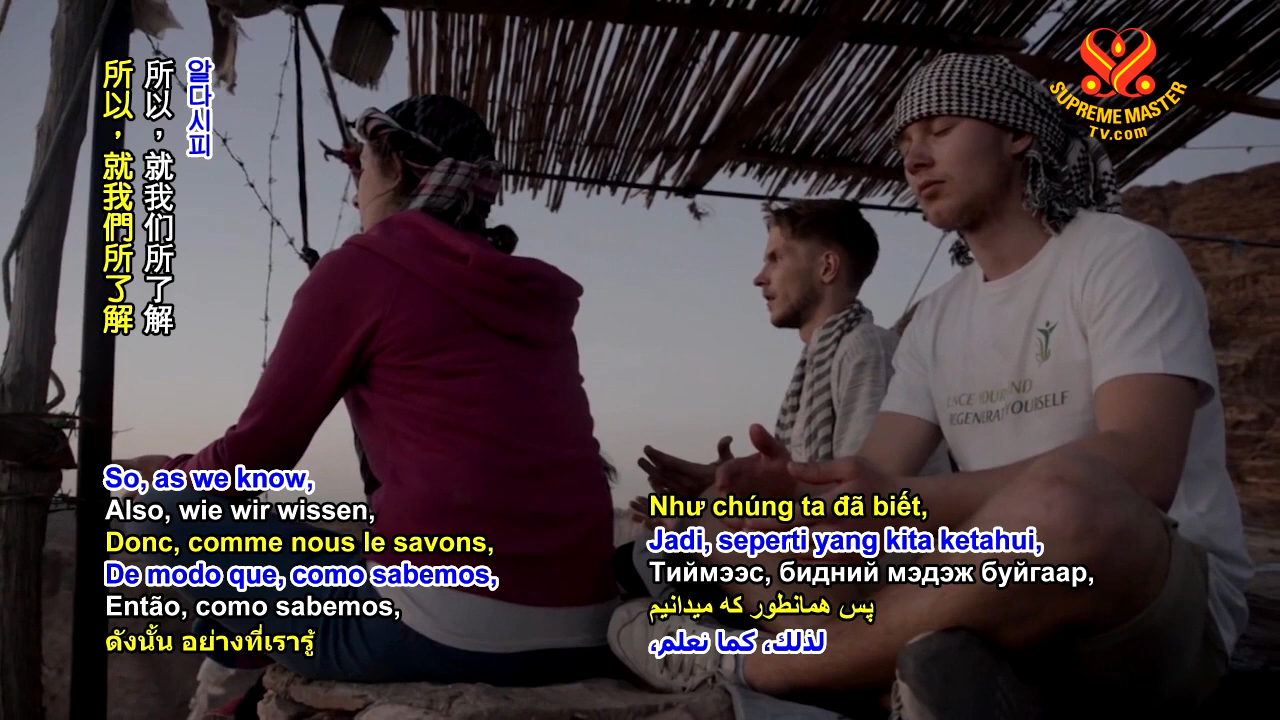 알다시피
所以，就我们所了解
所以，就我們所了解
SUPREME MASTER
TV.com
So, as we know,
Also, wie wir wissen,
Donc, comme nous le savons,
De modo que, como sabemos,
Então, como sabemos,
ดังนั้น อย่างที่เรารู้
Như chúng ta đã biết,
Jadi, seperti yang kita ketahui,
Тиймээс, бидний мэдэж буйгаар,
پس همانطور که میدانیم
لذلك، كما نعلم،
YOURSELF